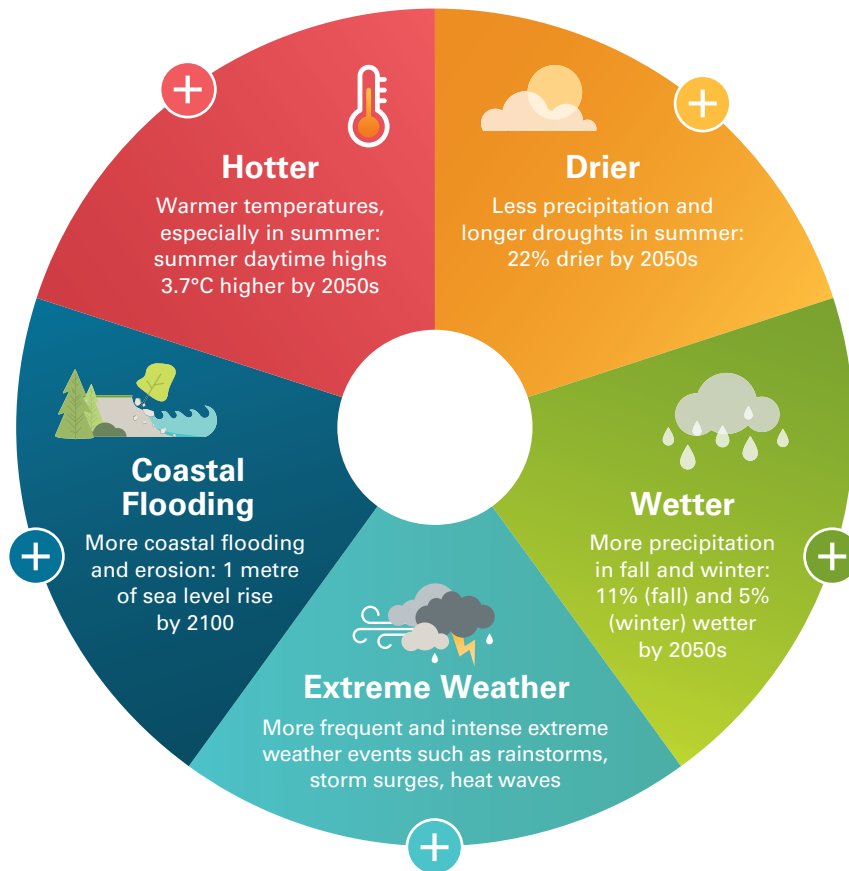 Hotter
Warmer temperatures,
especially in summer:
summer daytime highs
3.7°C higher by 2050s
Drier
Less precipitation and
longer droughts in summer:
22% drier by 2050s
Coastal
Flooding
More coastal flooding
and erosion: 1 metre
of sea level rise
by 2100
Wetter
More precipitation
in fall and winter:
11% (fall) and 5%
(winter) wetter
by 2050s
Extreme Weather
More frequent and intense extreme
weather events such as rainstorms,
storm surges, heat waves